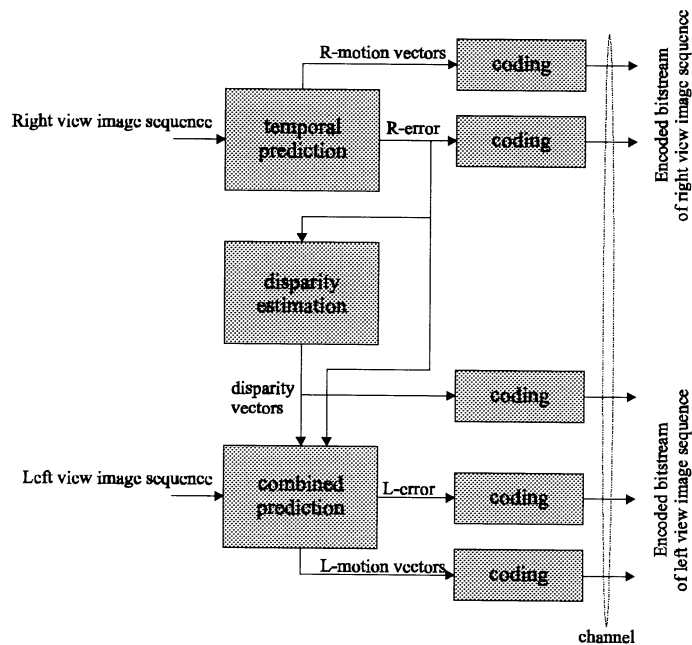 R-motion vectors
coding
Right view image sequence
temporal
prediction
R-error
coding
Encoded bitstream
of right view image sequence
disparity
estimation
disparity
vectors
coding
Left view image sequence
combined
prediction
L-error
coding
L-motion vectors
coding
Encoded bitstream
of left view image sequence
channel